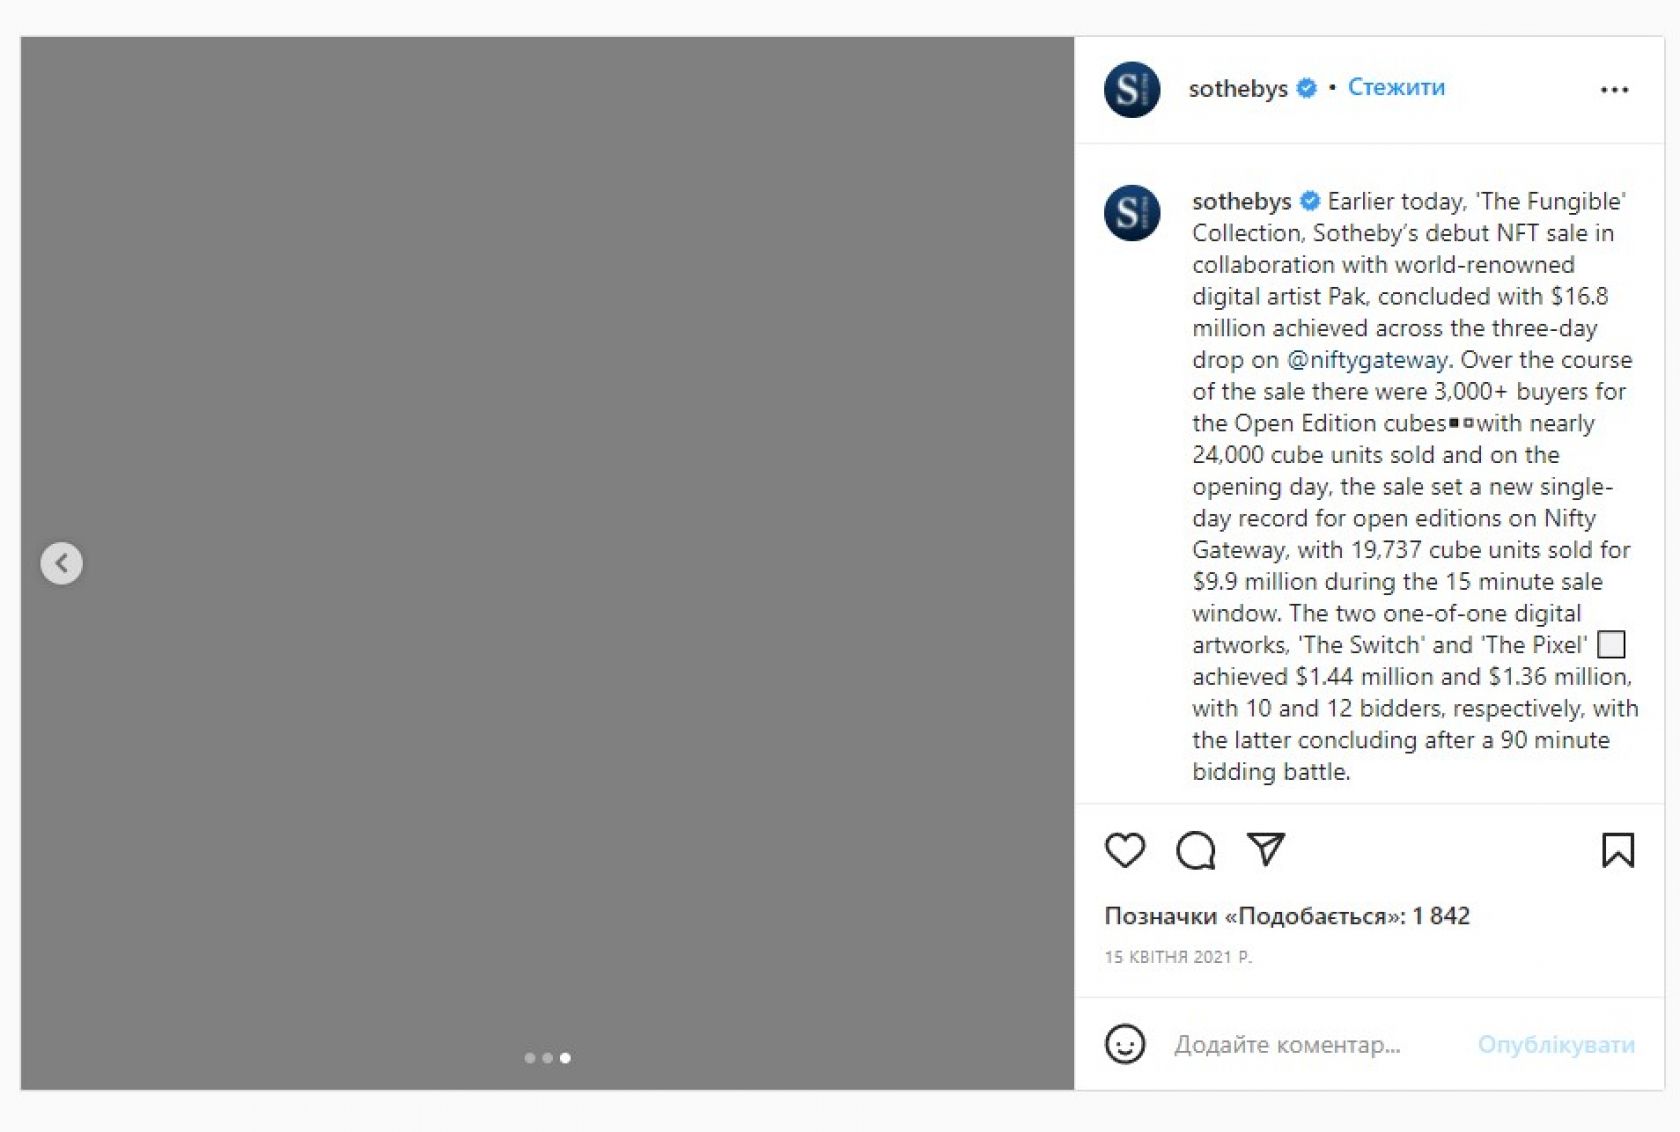 sothebys • Стежити
sothebys Earlier today, 'The Fungible'
Collection, Sotheby’s debut NFT sale in
collaboration with world-renowned
digital artist Pak, concluded with $16.8
million achieved across the three-day
drop on @niftygateway. Over the course
of the sale there were 3,000+ buyers for
the Open Edition cubes▪️▫️with nearly
24,000 cube units sold and on the
opening day, the sale set a new single-
day record for open editions on Nifty
Gateway, with 19,737 cube units sold for
$9.9 million during the 15 minute sale
window. The two one-of-one digital
artworks, 'The Switch' and 'The Pixel' ⬜
achieved $1.44 million and $1.36 million,
with 10 and 12 bidders, respectively, with
the latter concluding after a 90 minute
bidding battle.
Позначки «Подобається»: 1 842
15 КВІТНЯ 2021 Р.
Додайте коментар... Опублікувати